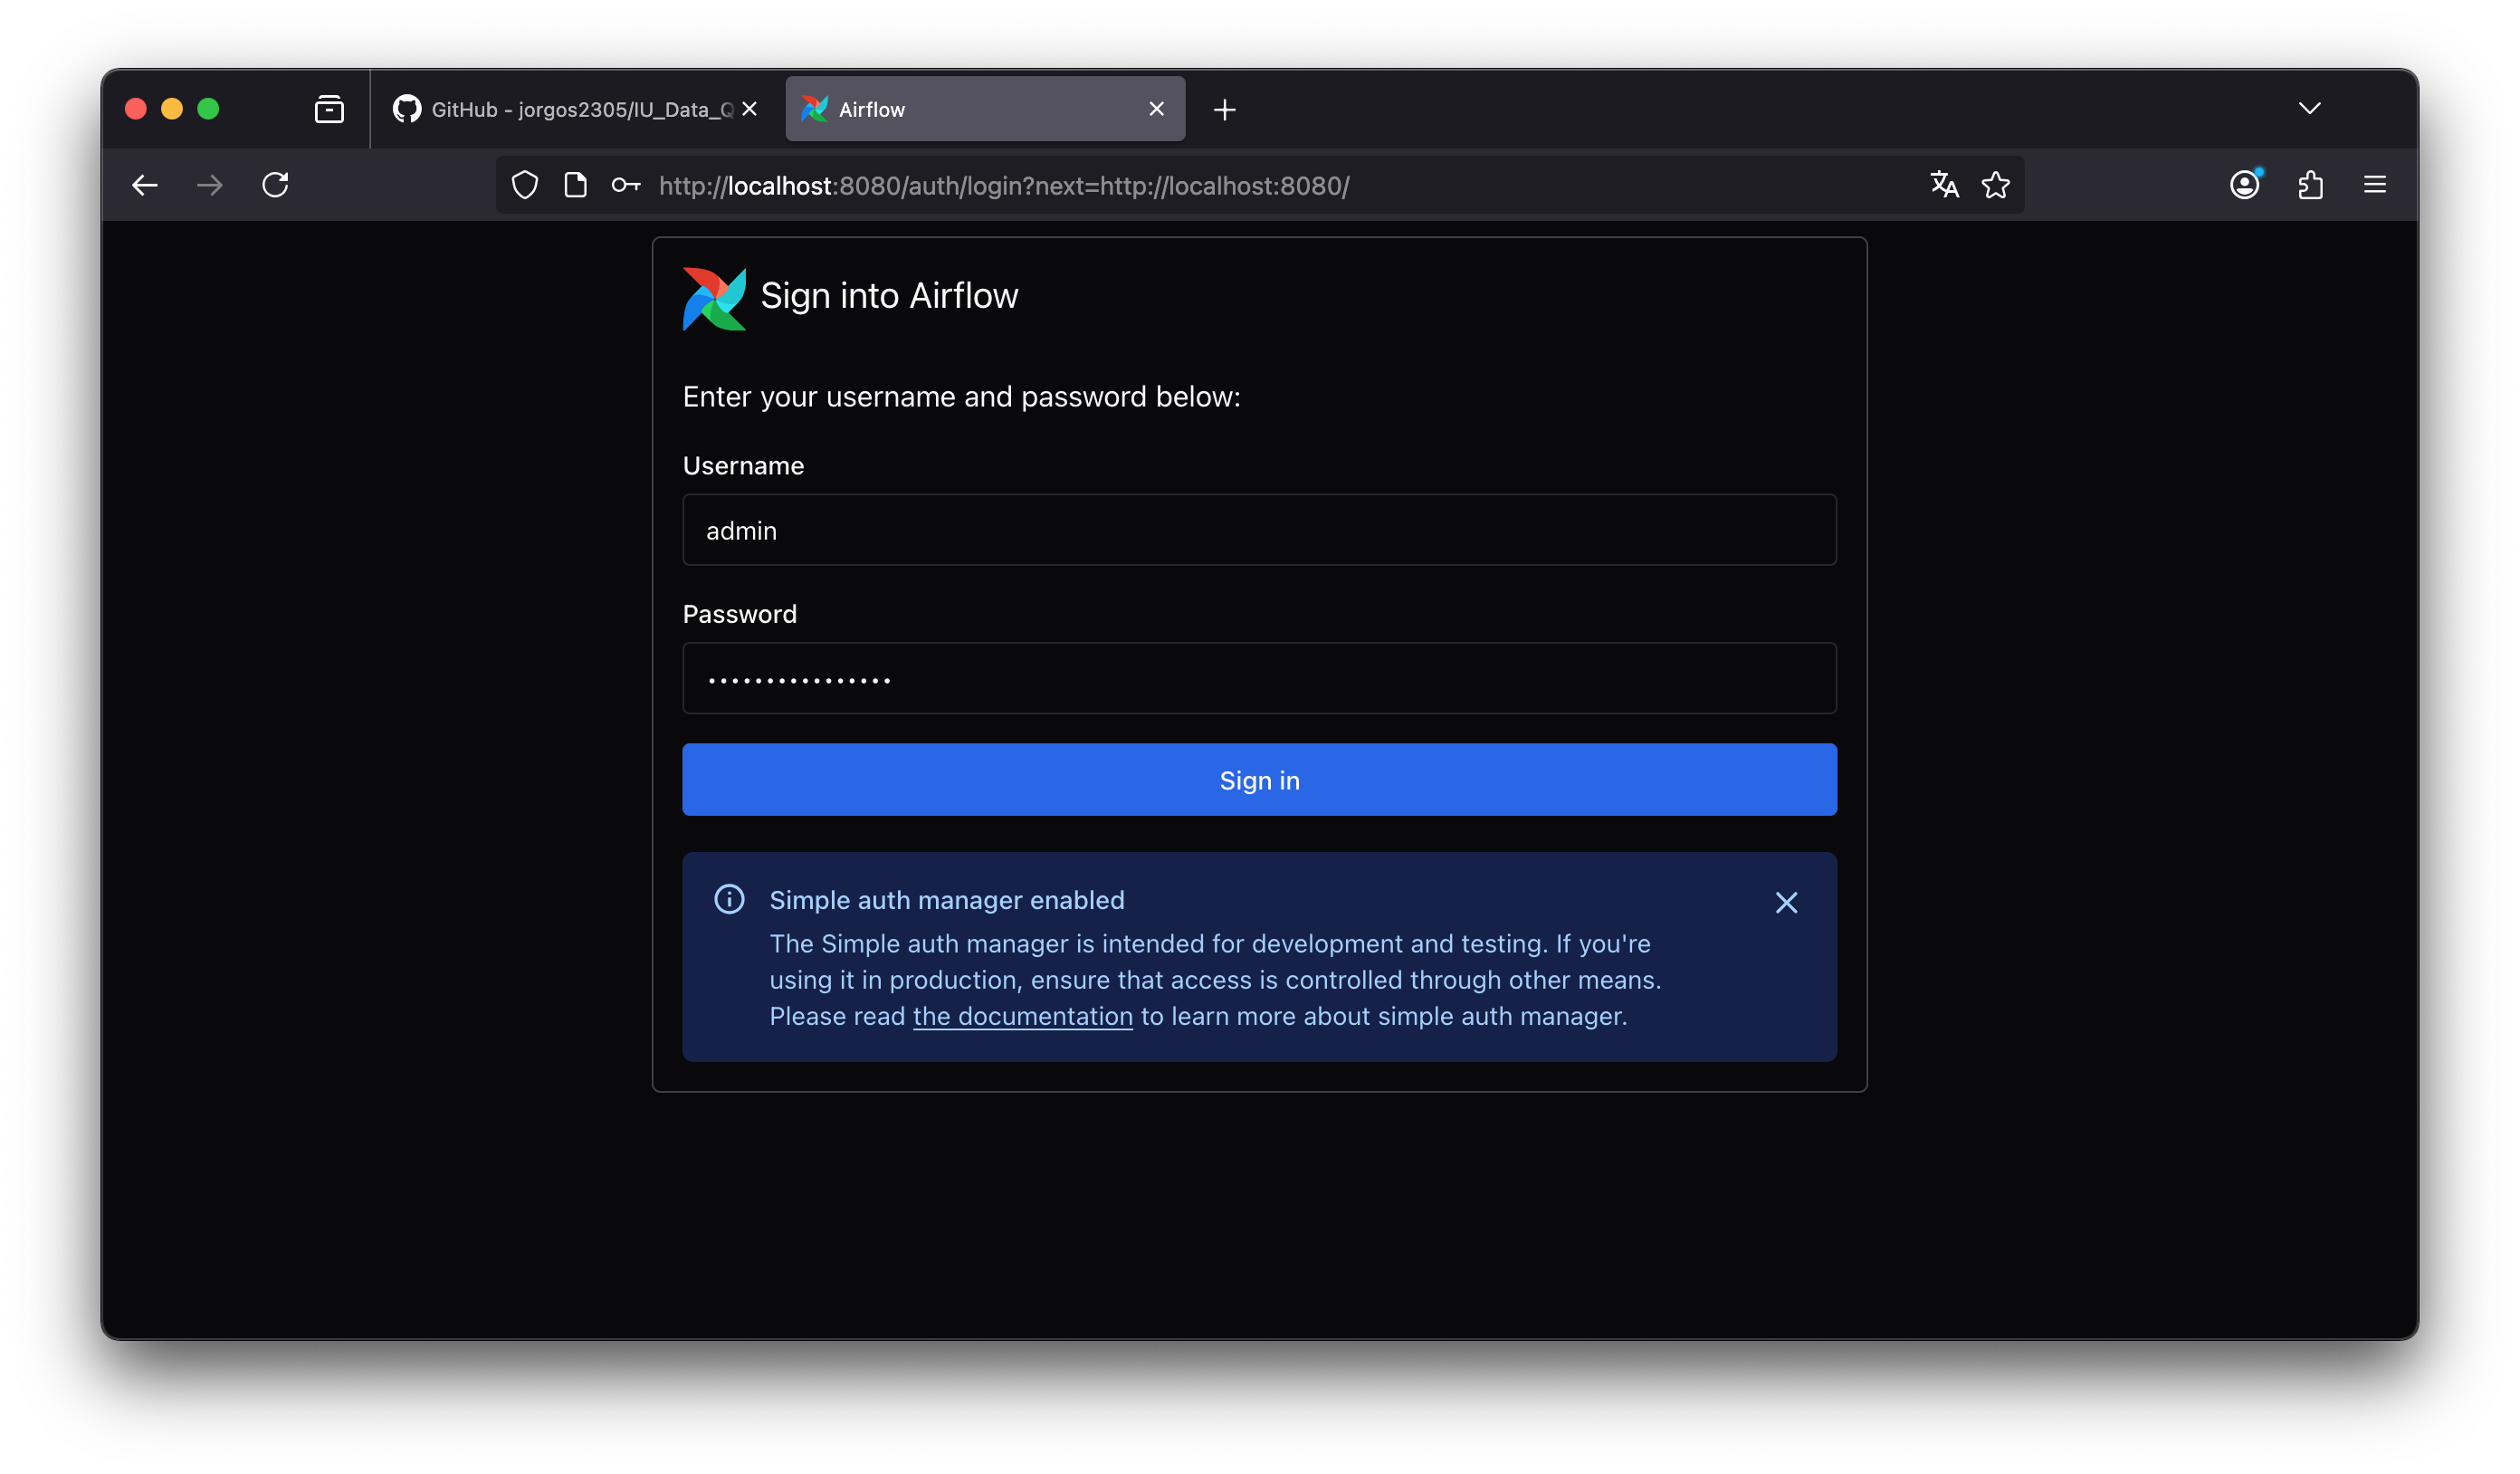 GitHub - jorgos2305/IU_Data_Q
Airflow
http://localhost:8080/auth/login?next=http://localhost:8080/
Sign into Airflow
Enter your username and password below:
Username
admin
Password
••••••••••••••••
Sign in
Simple auth manager enabled
The Simple auth manager is intended for development and testing. If you're
using it in production, ensure that access is controlled through other means.
Please read the documentation to learn more about simple auth manager.